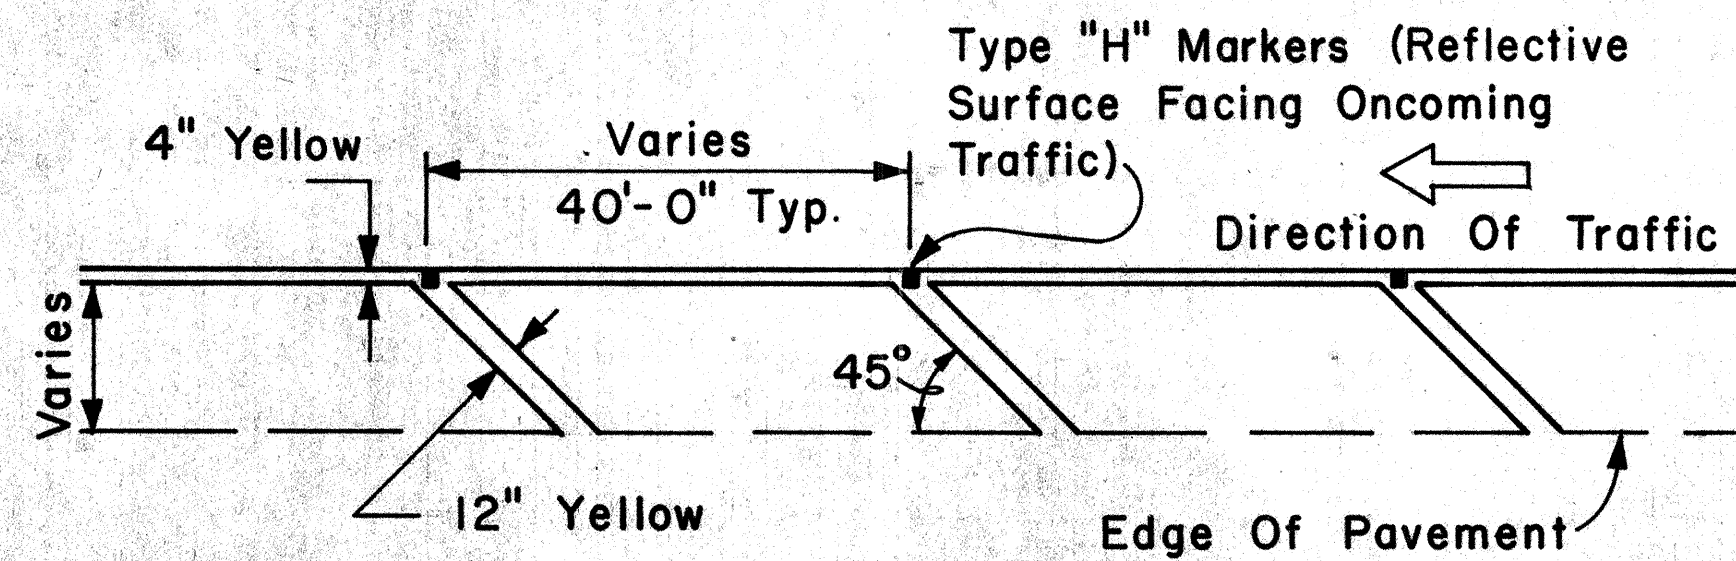 Type "H" Markers (Reflective
Surface Facing Oncoming
Traffic)
4" Yellow
Varies
40'-0" Typ.
Direction Of Traffic
Varies
45°
12" Yellow
Edge Of Pavement